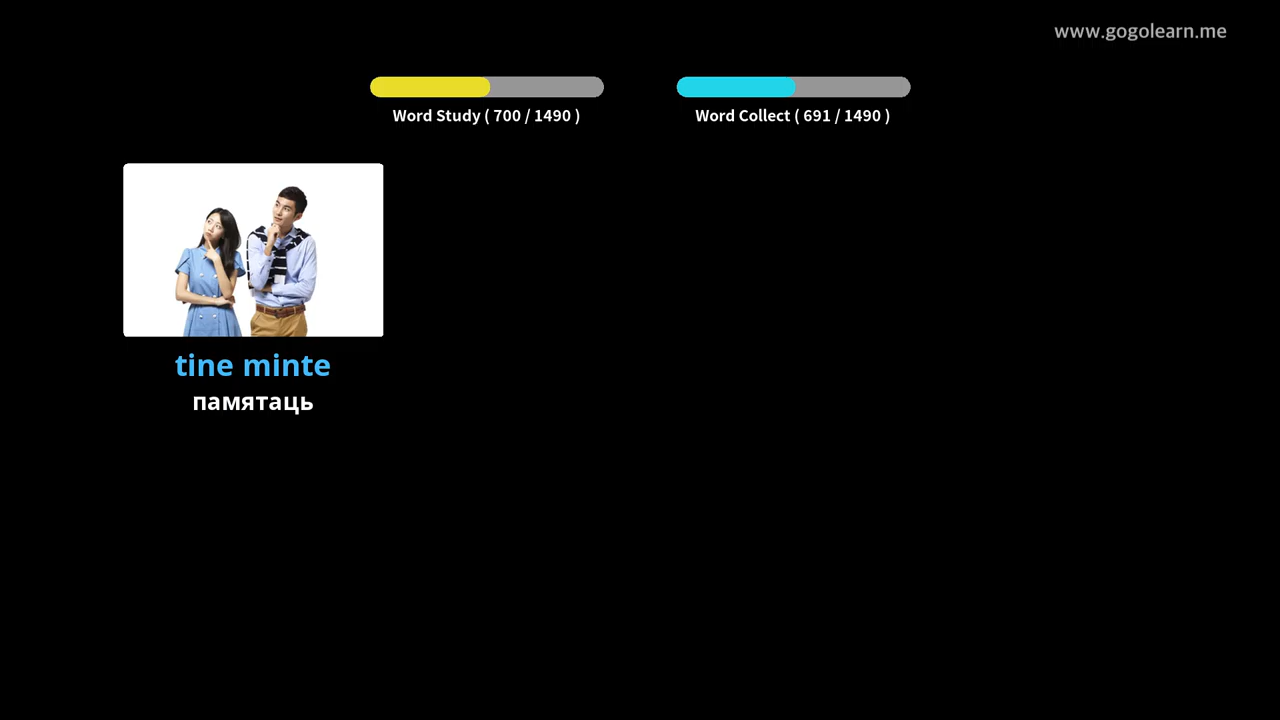 www.gogolearn.me
Word Study ( 700 / 1490 )
Word Collect ( 691 / 1490 )
tine minte
памятаць